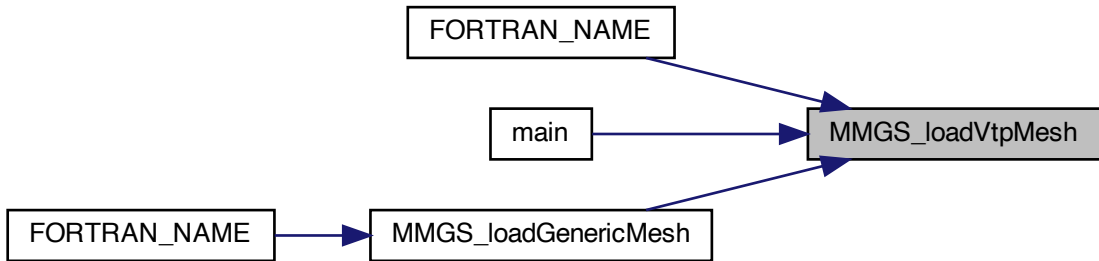 FORTRAN_NAME
main
MMGS_loadVtpMesh
FORTRAN_NAME
MMGS_loadGenericMesh